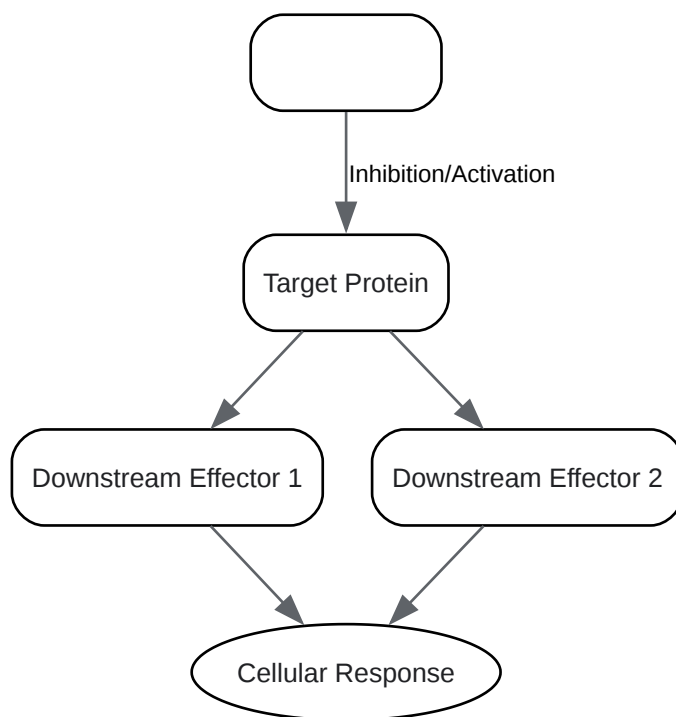 Inhibition/Activation
Target Protein
Downstream Effector 1
Downstream Effector 2
Cellular Response